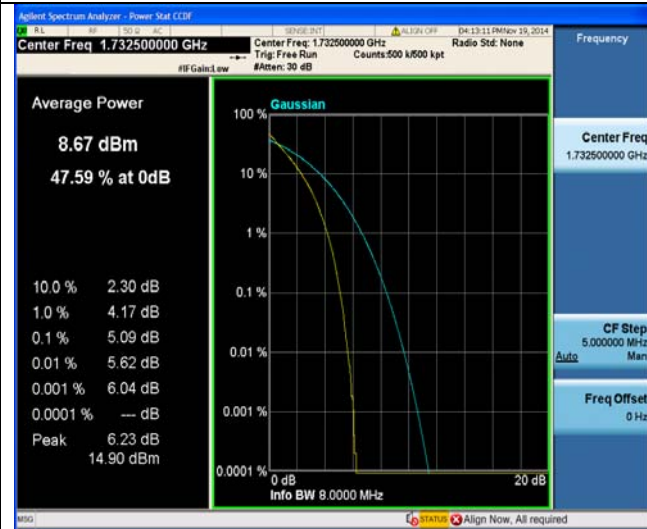 Agilent Spectrum Analyzer - Power Stat CCDF
RL RF 50 Ω AC SENSE:INT ALIGN OFF 04:13:11 PM Nov 19, 2014
Center Freq 1.732500000 GHz
Center Freq: 1.732500000 GHz Radio Std: None
Trig: Free Run Counts:500 k/500 kpt
#IFGain:Low #Atten: 30 dB
Frequency
Average Power
8.67 dBm
47.59 % at 0dB
10.0 % 2.30 dB
1.0 % 4.17 dB
0.1 % 5.09 dB
0.01 % 5.62 dB
0.001 % 6.04 dB
0.0001 % --- dB
Peak 6.23 dB
14.90 dBm
Gaussian
100 %
10 %
1 %
0.1 %
0.01 %
0.001 %
0.0001 %
0 dB 20 dB
Info BW 8.0000 MHz
Center Freq
1.732500000 GHz
CF Step
5.000000 MHz
Auto Man
Freq Offset
0 Hz
MSG STATUS Align Now, All required